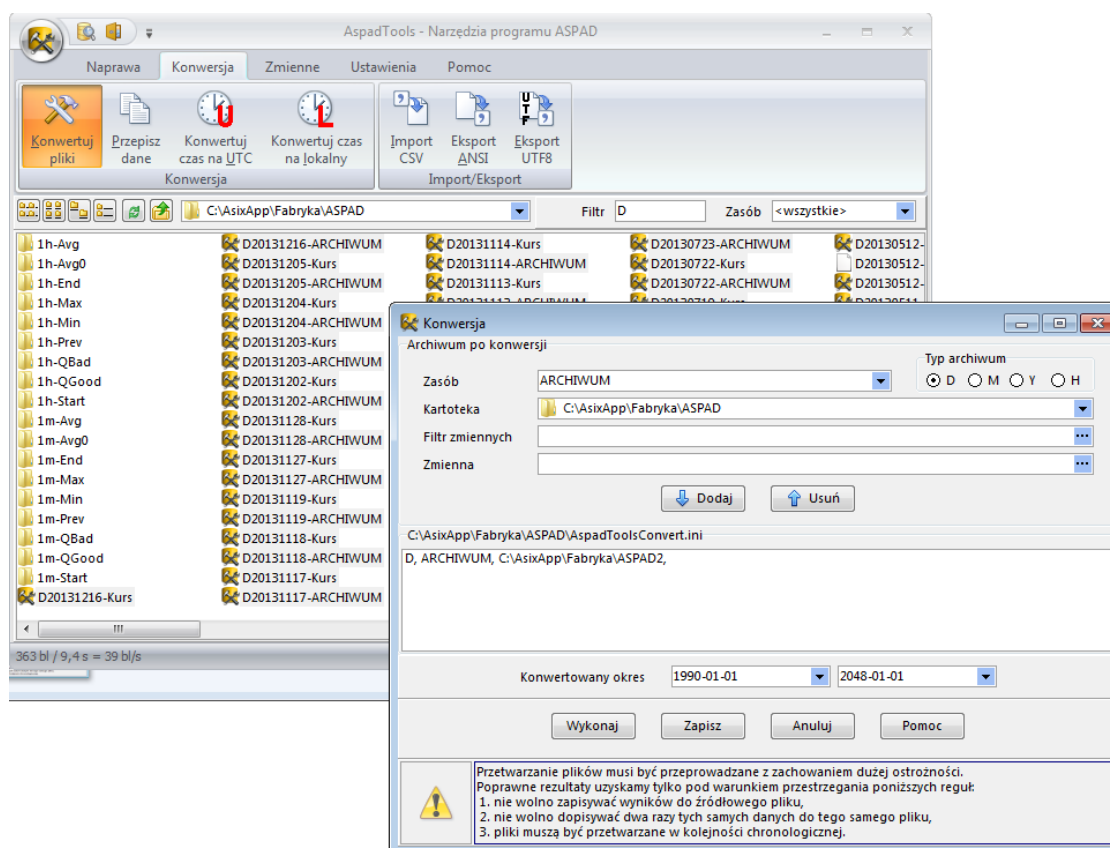 AspadTools - Narzędzia programu ASPAD
Naprawa Konwersja Zmienne Ustawienia Pomoc
Konwertuj pliki
Przepisz dane
Konwertuj czas na UTC
Konwertuj czas na lokalny
Import CSV
Eksport ANSI
Eksport UTF8
Konwersja
Import/Eksport
C:\AsixApp\Fabryka\ASPAD
Filtr D
Zasób <wszystkie>
1h-Avg
1h-Avg0
1h-End
1h-Max
1h-Min
1h-Prev
1h-QBad
1h-QGood
1h-Start
1m-Avg
1m-Avg0
1m-End
1m-Max
1m-Min
1m-Prev
1m-QBad
1m-QGood
1m-Start
D20131216-Kurs
D20131216-ARCHIWUM
D20131205-Kurs
D20131205-ARCHIWUM
D20131204-Kurs
D20131204-ARCHIWUM
D20131203-Kurs
D20131203-ARCHIWUM
D20131202-Kurs
D20131202-ARCHIWUM
D20131128-Kurs
D20131128-ARCHIWUM
D20131127-Kurs
D20131127-ARCHIWUM
D20131119-Kurs
D20131119-ARCHIWUM
D20131118-Kurs
D20131118-ARCHIWUM
D20131117-Kurs
D20131117-ARCHIWUM
D20131114-Kurs
D20131114-ARCHIWUM
D20131113-Kurs
D20130723-ARCHIWUM
D20130722-Kurs
D20130722-ARCHIWUM
D20130512-
D20130512-
D20130512-
363 bl / 9,4 s = 39 bl/s
Konwersja
Archiwum po konwersji
Typ archiwum
D M Y H
Zasób ARCHIWUM
Kartoteka C:\AsixApp\Fabryka\ASPAD
Filtr zmiennych
Zmienna
Dodaj Usuń
C:\AsixApp\Fabryka\ASPAD\AspadToolsConvert.ini
D, ARCHIWUM, C:\AsixApp\Fabryka\ASPAD2,
Konwertowany okres 1990-01-01 2048-01-01
Wykonaj Zapisz Anuluj Pomoc
Przetwarzanie plików musi być przeprowadzane z zachowaniem dużej ostrożności.
Poprawne rezultaty uzyskamy tylko pod warunkiem przestrzegania poniższych reguł:
1. nie wolno zapisywać wyników do źródłowego pliku,
2. nie wolno dopisywać dwa razy tych samych danych do tego samego pliku,
3. pliki muszą być przetwarzane w kolejności chronologicznej.